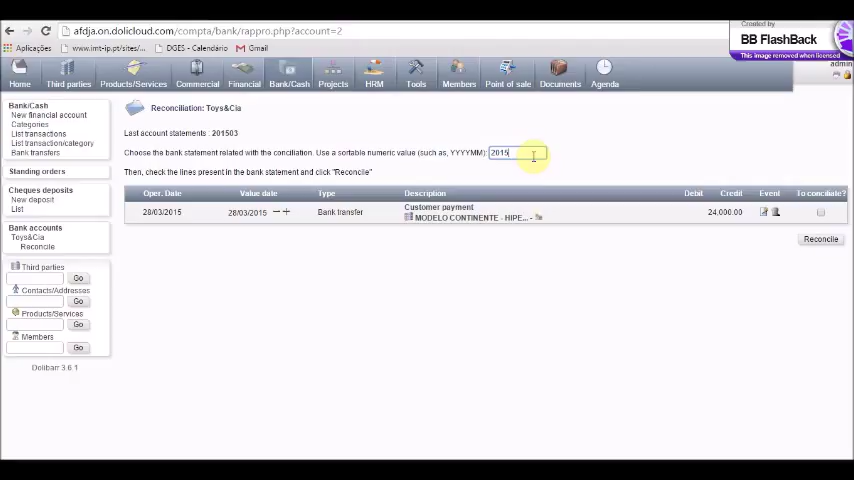 Created by
BB FlashBack
This image removed when licensed
afdja.on.dolicloud.com/compta/bank/rappro.php?account=2
Aplicações
www.imt-ip.pt/sites/...
DGES - Calendário
Gmail
admin
Home
Third parties
Products/Services
Commercial
Financial
Bank/Cash
Projects
HRM
Tools
Members
Point of sale
Documents
Agenda
Bank/Cash
New financial account
Categories
List transactions
List transaction/category
Bank transfers
Standing orders
Cheques deposits
New deposit
List
Bank accounts
Toys&Cia
Reconcile
Third parties
Go
Contacts/Addresses
Go
Products/Services
Go
Members
Go
Dolibarr 3.6.1
Reconciliation: Toys&Cia
Last account statements : 201503
Choose the bank statement related with the conciliation. Use a sortable numeric value (such as, YYYYMM): 2015
Then, check the lines present in the bank statement and click "Reconcile"
Oper. Date Value date Type Description Debit Credit Event To conciliate?
28/03/2015 28/03/2015 Bank transfer Customer payment 24,000.00
MODELO CONTINENTE - HIPE... -
Reconcile